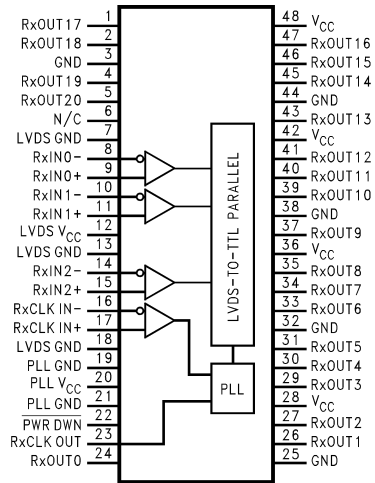 RxOUT17 1
RxOUT18 2
GND 3
RxOUT19 4
RxOUT20 5
N/C 6
LVDS GND 7
RxIN0- 8
RxIN0+ 9
RxIN1- 10
RxIN1+ 11
LVDS VCC 12
LVDS GND 13
RxIN2- 14
RxIN2+ 15
RxCLK IN- 16
RxCLK IN+ 17
LVDS GND 18
PLL GND 19
PLL VCC 20
PLL GND 21
PWR DWN 22
RxCLK OUT 23
RxOUT0 24
LVDS-TO-TTL PARALLEL
PLL
48 VCC
47 RxOUT16
46 RxOUT15
45 RxOUT14
44 GND
43 RxOUT13
42 VCC
41 RxOUT12
40 RxOUT11
39 RxOUT10
38 GND
37 RxOUT9
36 VCC
35 RxOUT8
34 RxOUT7
33 RxOUT6
32 GND
31 RxOUT5
30 RxOUT4
29 RxOUT3
28 VCC
27 RxOUT2
26 RxOUT1
25 GND